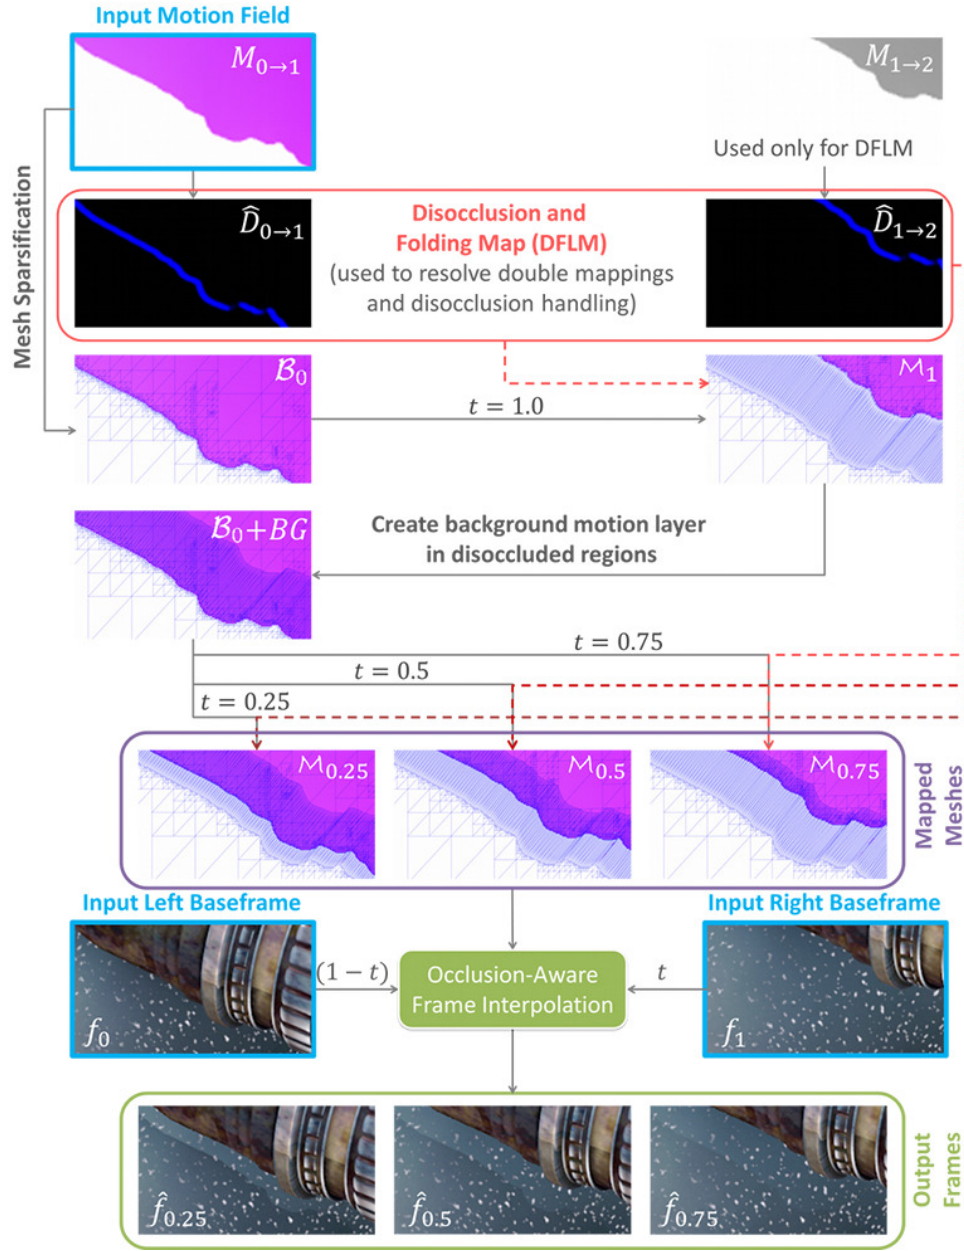 Input Motion Field
M0→1
M1→2
Used only for DFLM
Mesh Sparsification
D̂0→1
Disocclusion and
Folding Map (DFLM)
(used to resolve double mappings
and disocclusion handling)
D̂1→2
ℬ0
t = 1.0
ℳ1
ℬ0+BG
Create background motion layer
in disoccluded regions
t = 0.75
t = 0.5
t = 0.25
ℳ0.25
ℳ0.5
ℳ0.75
Mapped
Meshes
Input Left Baseframe
Input Right Baseframe
f0
(1 − t)
Occlusion-Aware
Frame Interpolation
t
f1
f̂0.25
f̂0.5
f̂0.75
Output
Frames